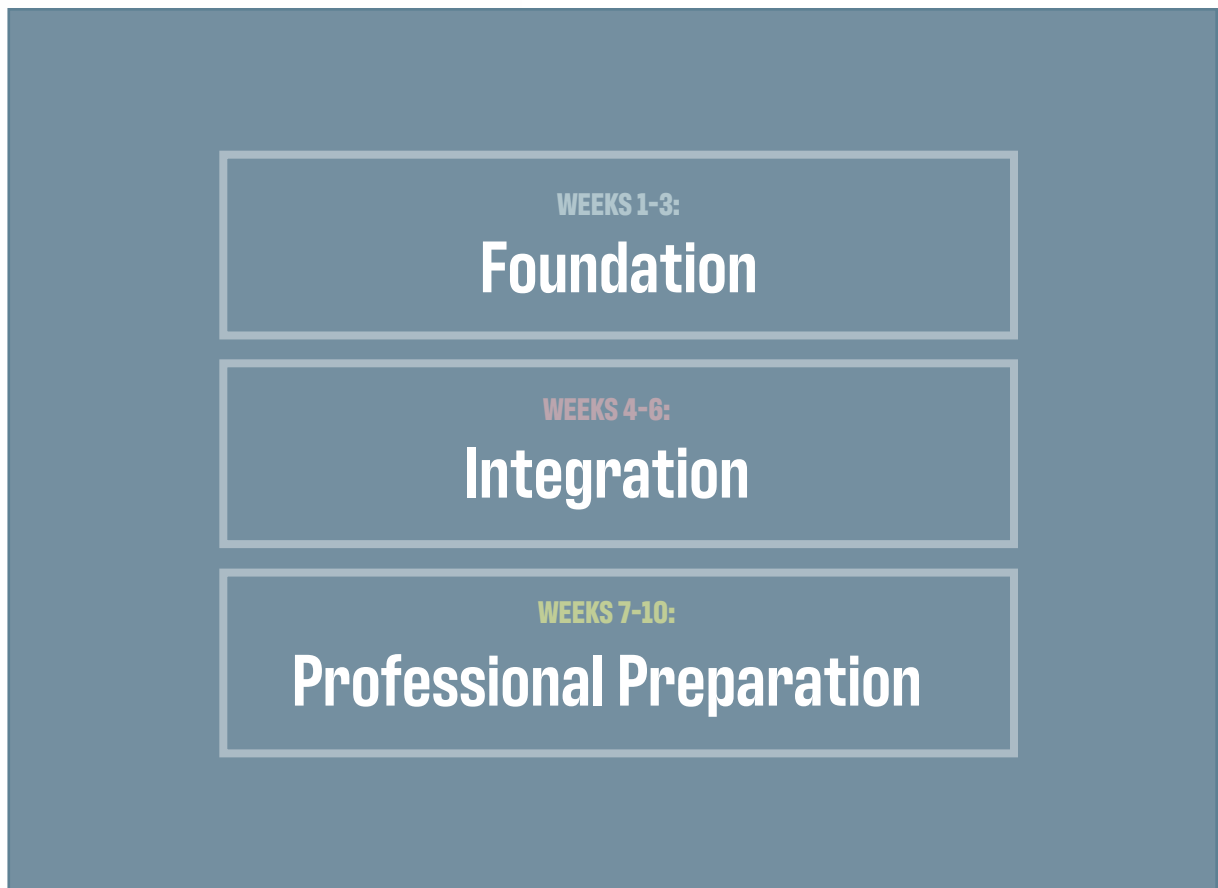 WEEKS 1-3:
Foundation
WEEKS 4-6:
Integration
WEEKS 7-10:
Professional Preparation